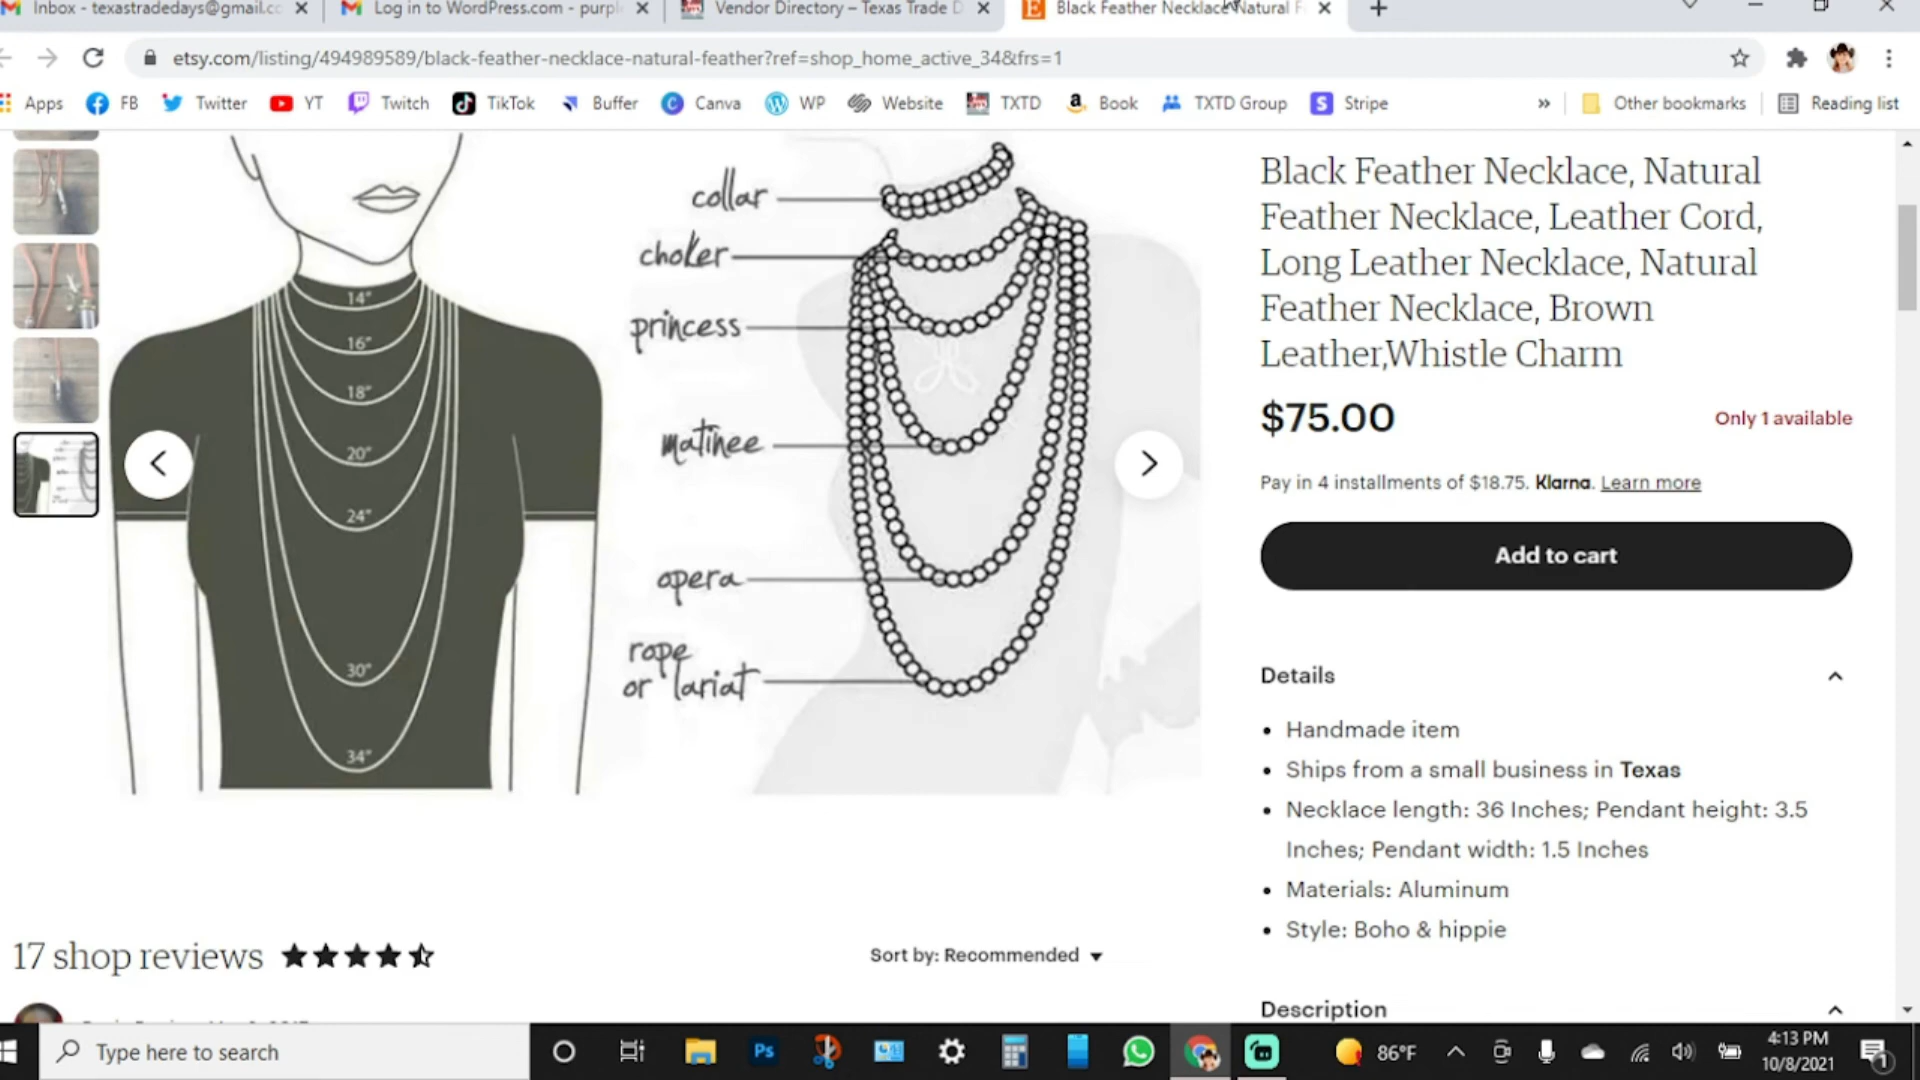 Inbox - texastradedays@gmail.cc
Log in to WordPress.com - purpl
Vendor Directory – Texas Trade D
Black Feather Necklace, Natural F
etsy.com/listing/494989589/black-feather-necklace-natural-feather?ref=shop_home_active_34&frs=1
Apps
FB
Twitter
YT
Twitch
TikTok
Buffer
Canva
WP
Website
TXTD
Book
TXTD Group
Stripe
»
Other bookmarks
Reading list
14"
16"
18"
20"
24"
30"
34"
collar
choker
princess
matinee
opera
rope
or lariat
Black Feather Necklace, Natural
Feather Necklace, Leather Cord,
Long Leather Necklace, Natural
Feather Necklace, Brown
Leather,Whistle Charm
$75.00
Only 1 available
Pay in 4 installments of $18.75. Klarna. Learn more
Add to cart
Details
• Handmade item
• Ships from a small business in Texas
• Necklace length: 36 Inches; Pendant height: 3.5
Inches; Pendant width: 1.5 Inches
• Materials: Aluminum
• Style: Boho & hippie
Description
17 shop reviews
Sort by: Recommended
Type here to search
Ps
86°F
4:13 PM
10/8/2021
1